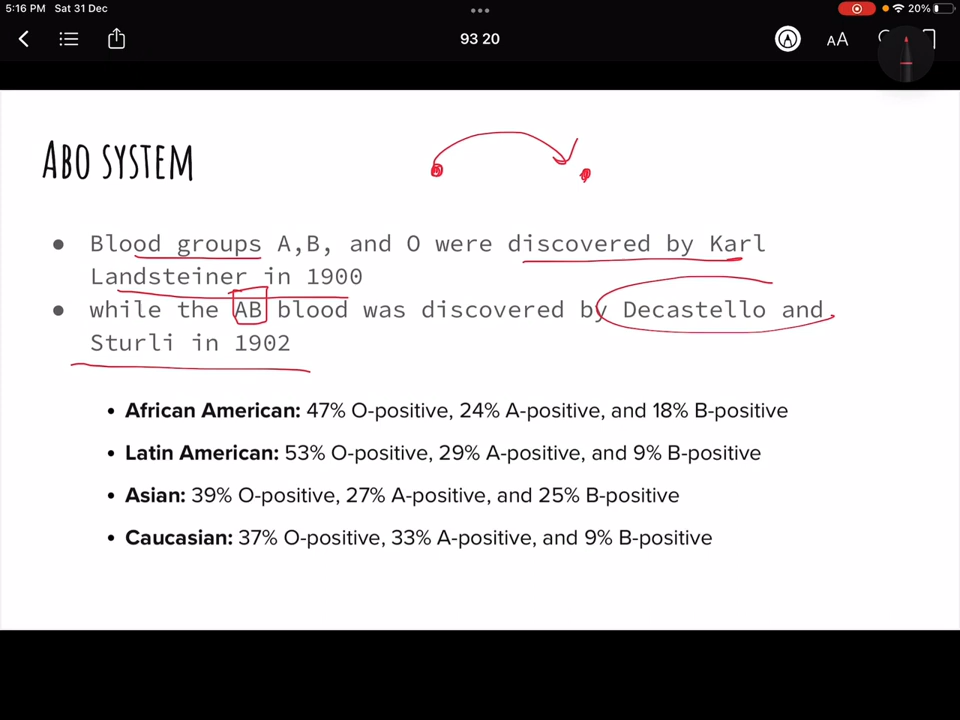 5:16 PM Sat 31 Dec
20%
93 20
AA
ABO SYSTEM
● Blood groups A,B, and O were discovered by Karl
Landsteiner in 1900
● while the AB blood was discovered by Decastello and
Sturli in 1902
• African American: 47% O-positive, 24% A-positive, and 18% B-positive
• Latin American: 53% O-positive, 29% A-positive, and 9% B-positive
• Asian: 39% O-positive, 27% A-positive, and 25% B-positive
• Caucasian: 37% O-positive, 33% A-positive, and 9% B-positive